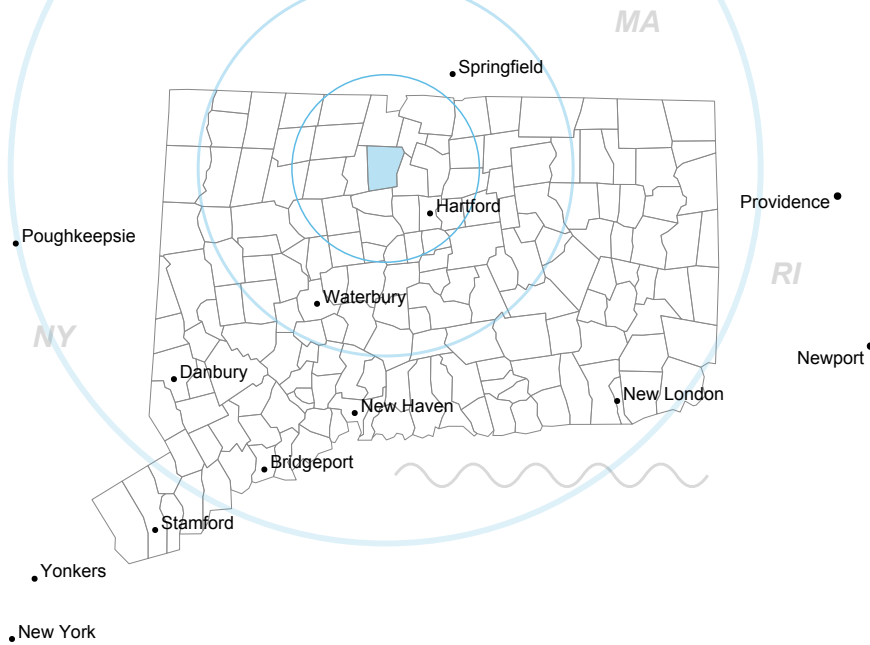 MA
Springfield
Providence
Hartford
Poughkeepsie
RI
Waterbury
NY
Newport
Danbury
New London
New Haven
Bridgeport
Stamford
Yonkers
New York